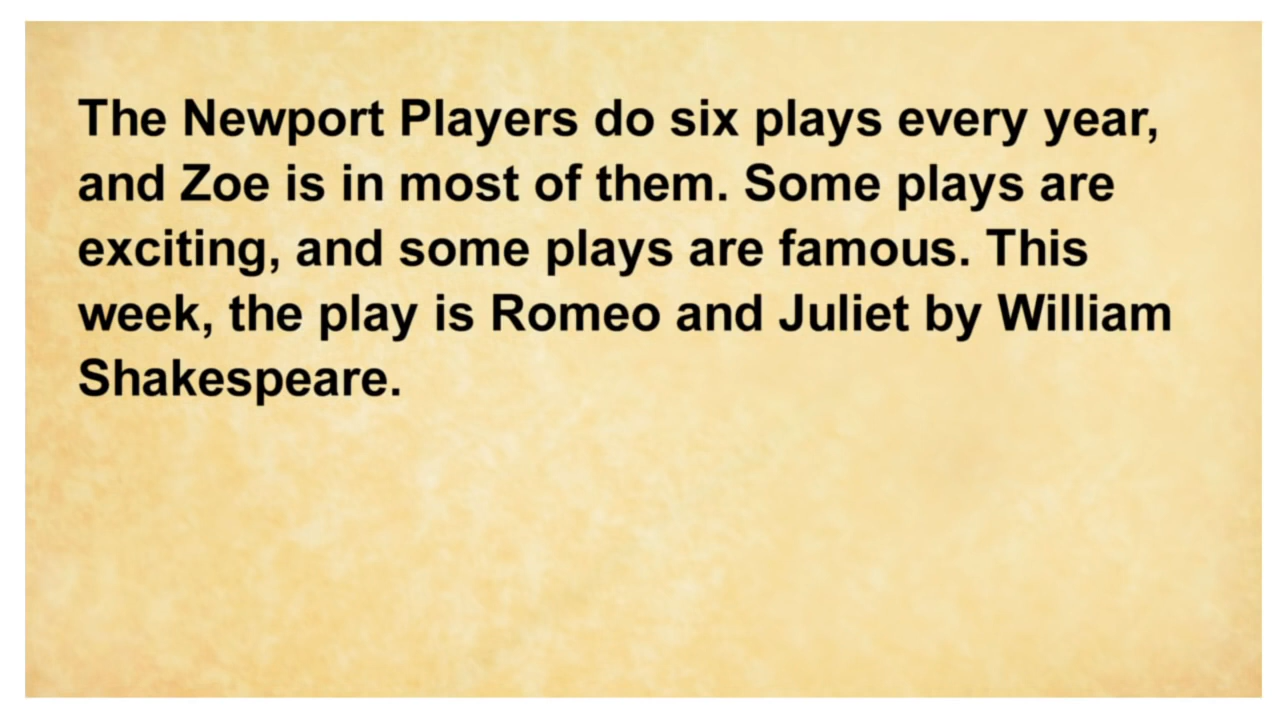 The Newport Players do six plays every year,
and Zoe is in most of them. Some plays are
exciting, and some plays are famous. This
week, the play is Romeo and Juliet by William
Shakespeare.